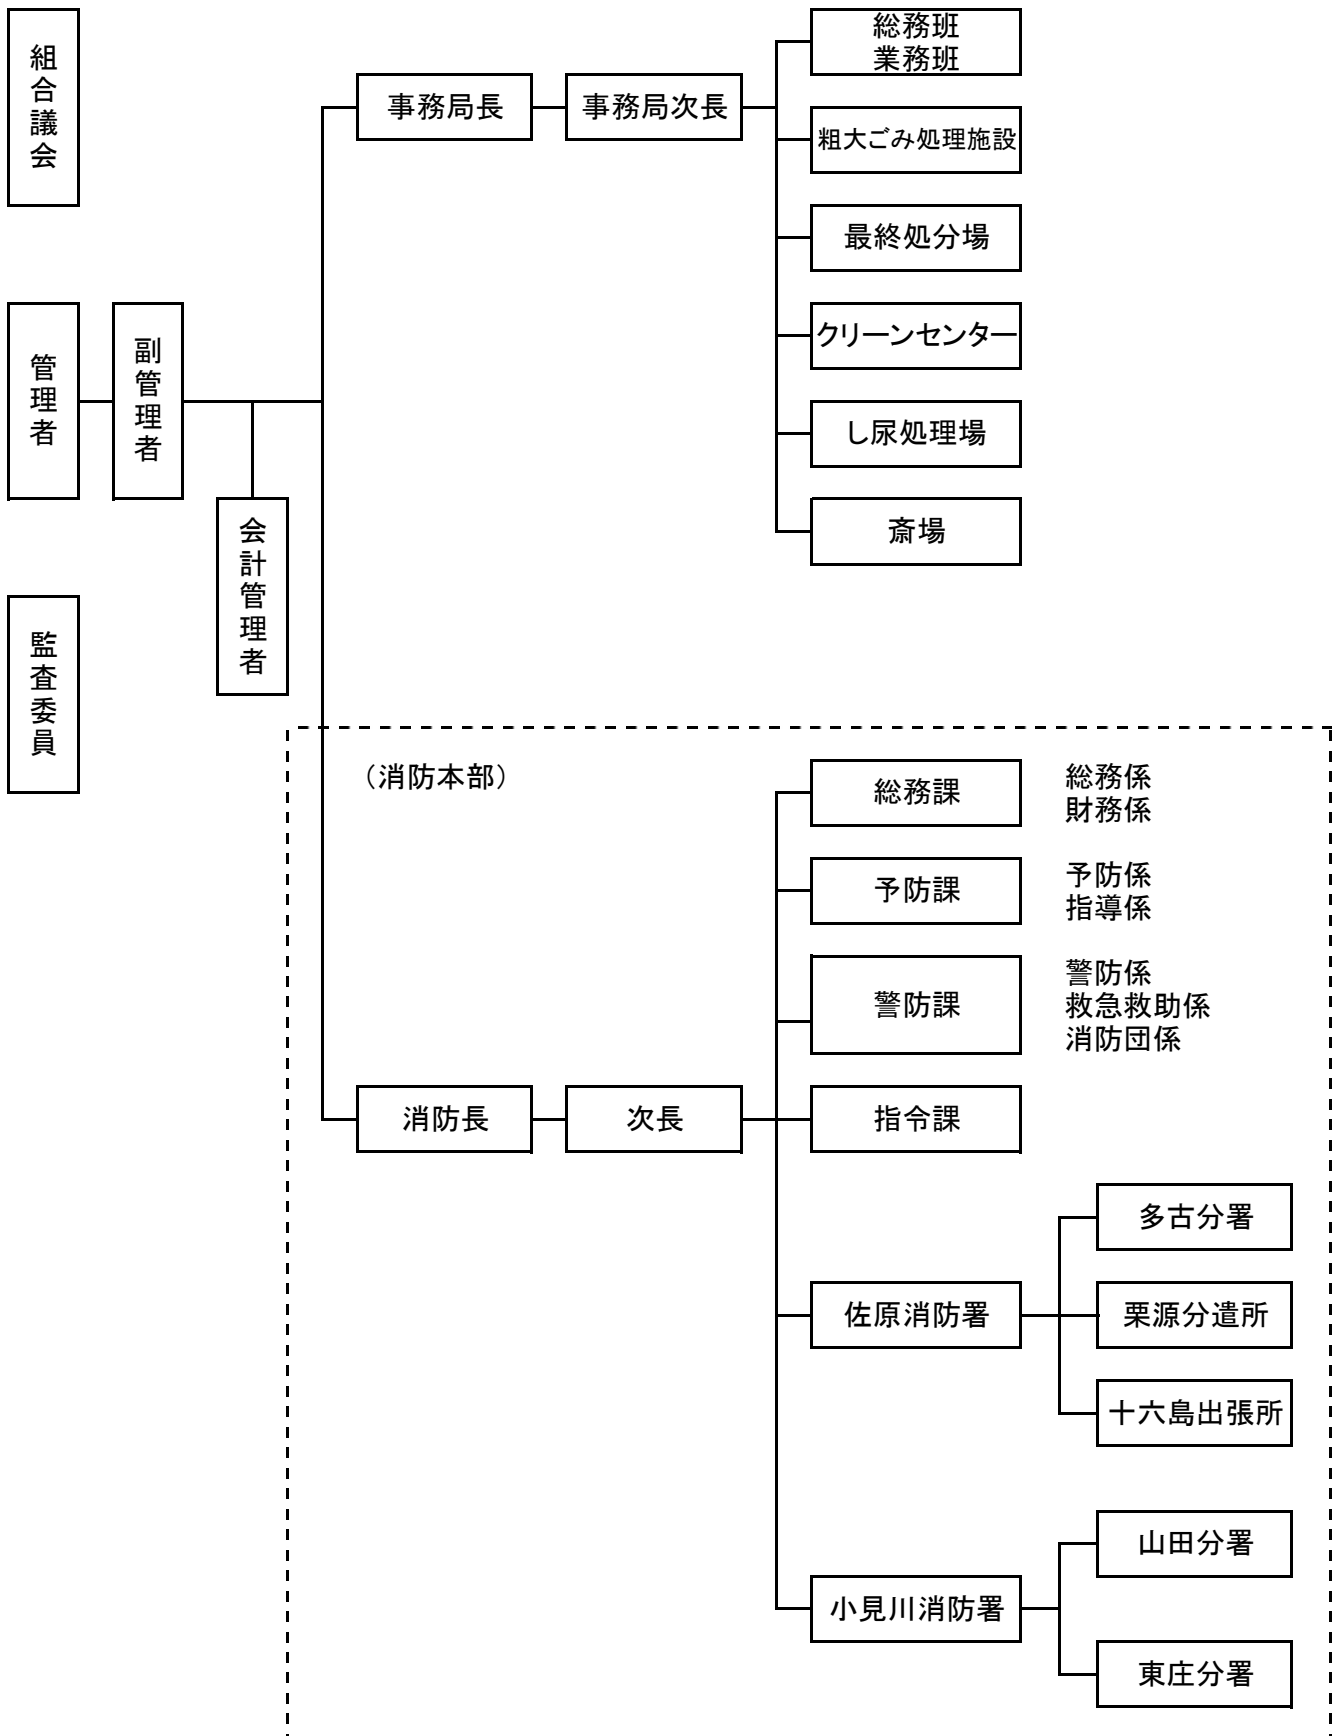 組合議会
管理者
副管理者
会計管理者
監査委員
事務局長
事務局次長
総務班
業務班
粗大ごみ処理施設
最終処分場
クリーンセンター
し尿処理場
斎場
（消防本部）
消防長
次長
総務課
総務係
財務係
予防課
予防係
指導係
警防課
警防係
救急救助係
消防団係
指令課
佐原消防署
多古分署
栗源分遣所
十六島出張所
小見川消防署
山田分署
東庄分署